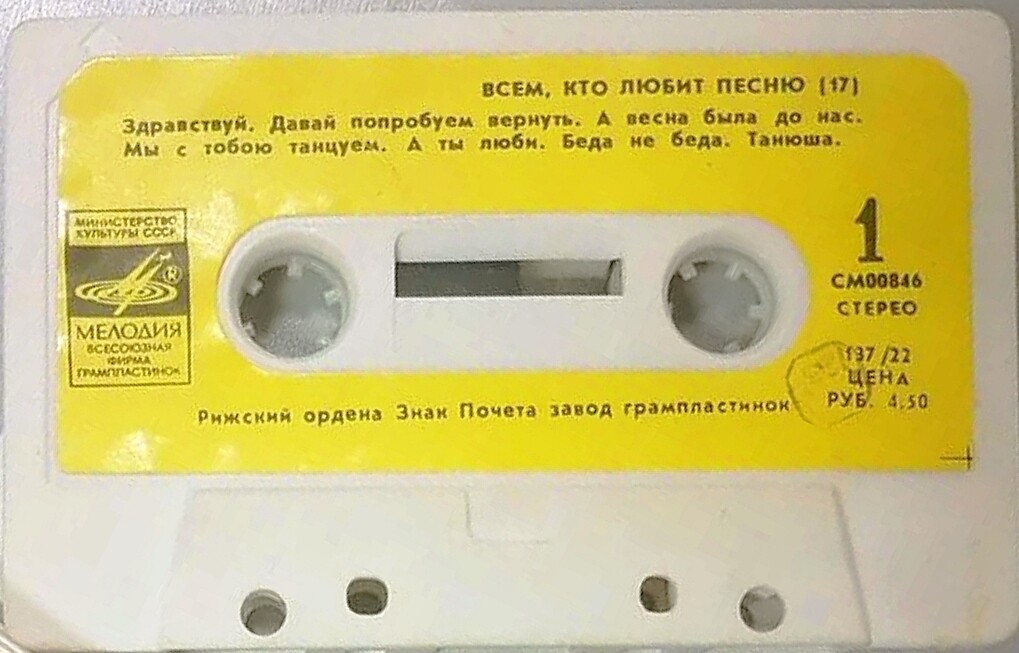 ВСЕМ, КТО ЛЮБИТ ПЕСНЮ (17)
Здравствуй. Давай попробуем вернуть. А весна была до нас.
Мы с тобою танцуем. А ты люби. Беда не беда. Танюша.
МИНИСТЕРСТВО
КУЛЬТУРЫ СССР
®
МЕЛОДИЯ
ВСЕСОЮЗНАЯ
ФИРМА
ГРАМПЛАСТИНОК
1
СМ00846
СТЕРЕО
137/22
ЦЕНА
РУБ. 4.50
Рижский ордена Знак Почета завод грампластинок